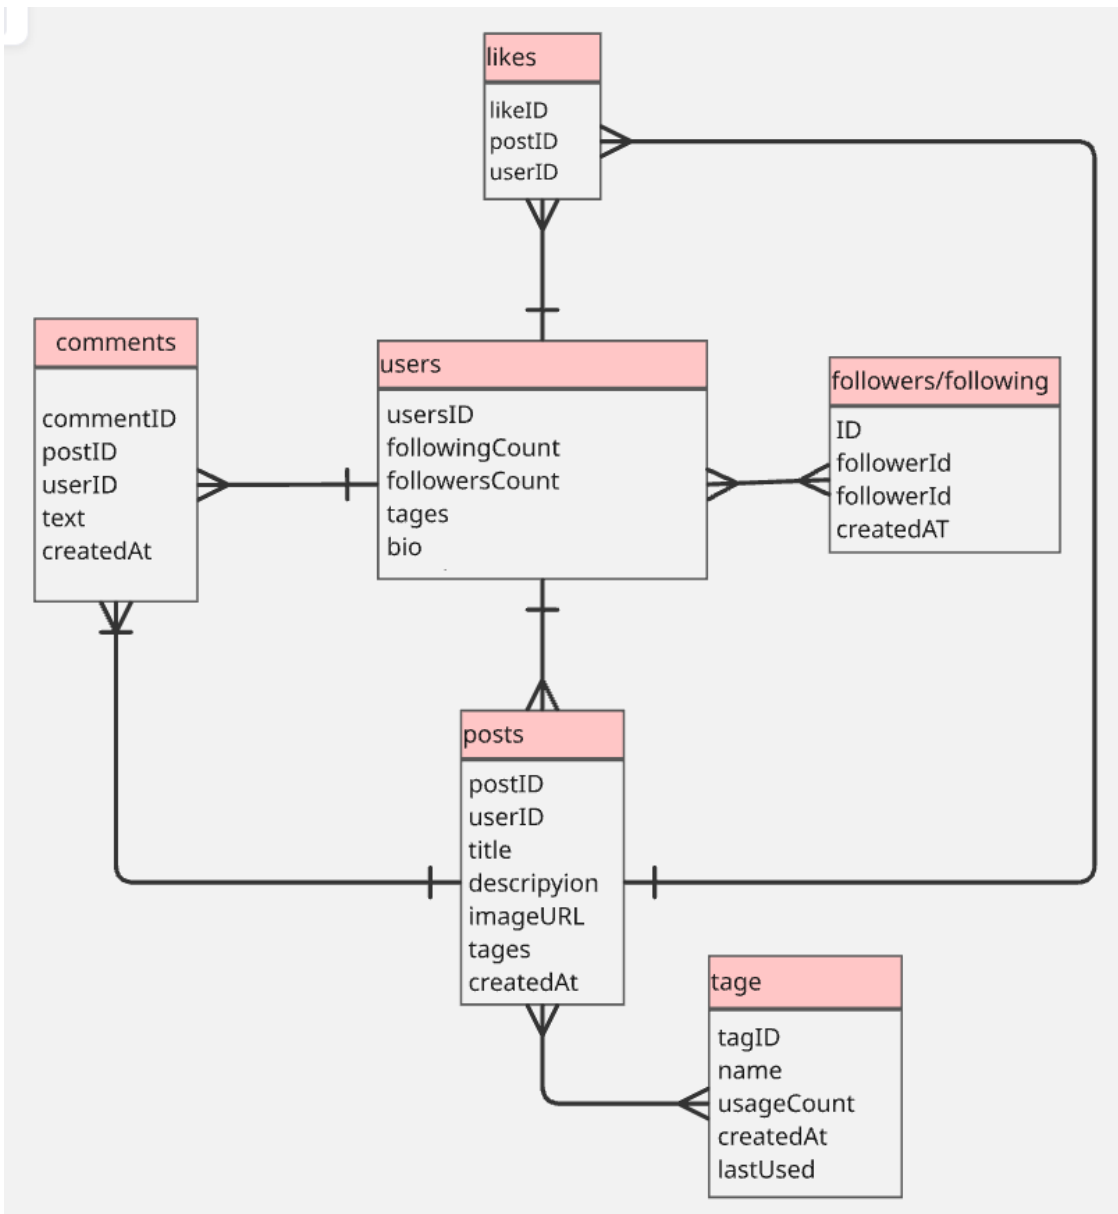 likes
likeID
postID
userID
comments
commentID
postID
userID
text
createdAt
users
usersID
followingCount
followersCount
tages
bio
followers/following
ID
followerId
followerId
createdAT
posts
postID
userID
title
descripyion
imageURL
tages
createdAt
tage
tagID
name
usageCount
createdAt
lastUsed